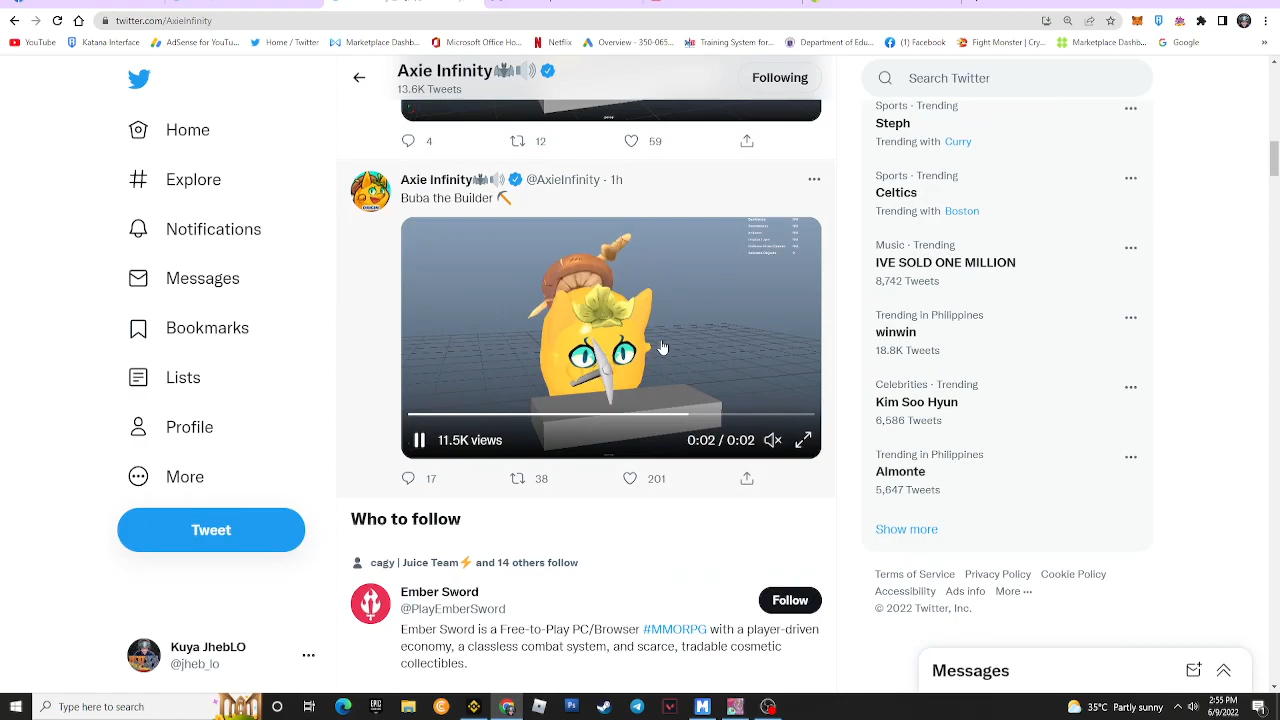 twitter.com/AxieInfinity
YouTube
Katana Interface
AdSense for YouTu...
Home / Twitter
Marketplace Dashb...
Microsoft Office Ho...
Netflix
Overview - 350-065...
Training System for...
Department of Edu...
(1) Facebook
Fight Monster | Cry...
Marketplace Dashb...
Google
»
Axie Infinity
13.6K Tweets
Following
Search Twitter
Home
Explore
Notifications
Messages
Bookmarks
Lists
Profile
More
Tweet
Kuya JhebLO
@jheb_lo
4
12
59
Axie Infinity @AxieInfinity · 1h
Buba the Builder
11.5K views
0:02 / 0:02
17
38
201
Who to follow
cagy | Juice Team⚡ and 14 others follow
Ember Sword
@PlayEmberSword
Follow
Ember Sword is a Free-to-Play PC/Browser #MMORPG with a player-driven
economy, a classless combat system, and scarce, tradable cosmetic
collectibles.
Sports · Trending
Steph
Trending with Curry
Sports · Trending
Celtics
Trending with Boston
Music · Trending
IVE SOLD ONE MILLION
8,742 Tweets
Trending in Philippines
winwin
18.8K Tweets
Celebrities · Trending
Kim Soo Hyun
6,586 Tweets
Trending in Philippines
Almonte
5,647 Tweets
Show more
Terms of Service Privacy Policy Cookie Policy
Accessibility Ads info More ···
© 2022 Twitter, Inc.
Messages
Type here to search
35°C Partly sunny
2:55 PM
6/9/2022